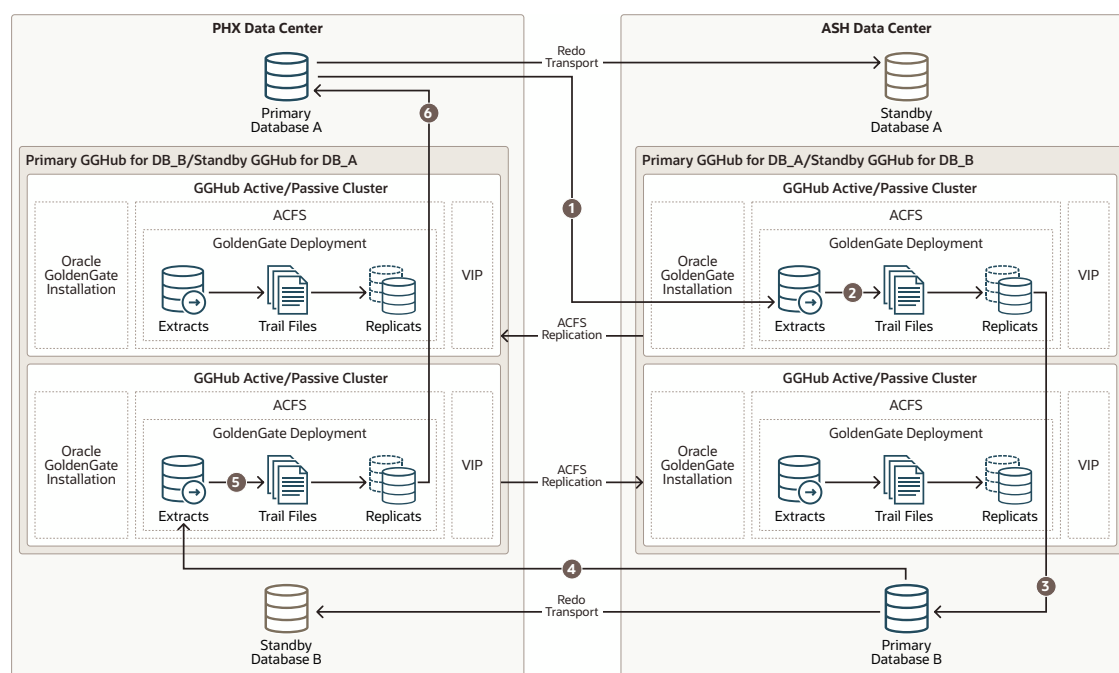 PHX Data Center
Primary
Database A
Redo
Transport
ASH Data Center
Standby
Database A
6
1
Primary GGHub for DB_B/Standby GGHub for DB_A
GGHub Active/Passive Cluster
Oracle
GoldenGate
Installation
ACFS
GoldenGate Deployment
Extracts
Trail Files
Replicats
VIP
GGHub Active/Passive Cluster
Oracle
GoldenGate
Installation
ACFS
GoldenGate Deployment
5
Extracts
Trail Files
Replicats
VIP
ACFS
Replication
ACFS
Replication
Primary GGHub for DB_A/Standby GGHub for DB_B
GGHub Active/Passive Cluster
Oracle
GoldenGate
Installation
ACFS
GoldenGate Deployment
2
Extracts
Trail Files
Replicats
VIP
GGHub Active/Passive Cluster
Oracle
GoldenGate
Installation
ACFS
GoldenGate Deployment
Extracts
Trail Files
Replicats
VIP
4
3
Standby
Database B
Redo
Transport
Primary
Database B